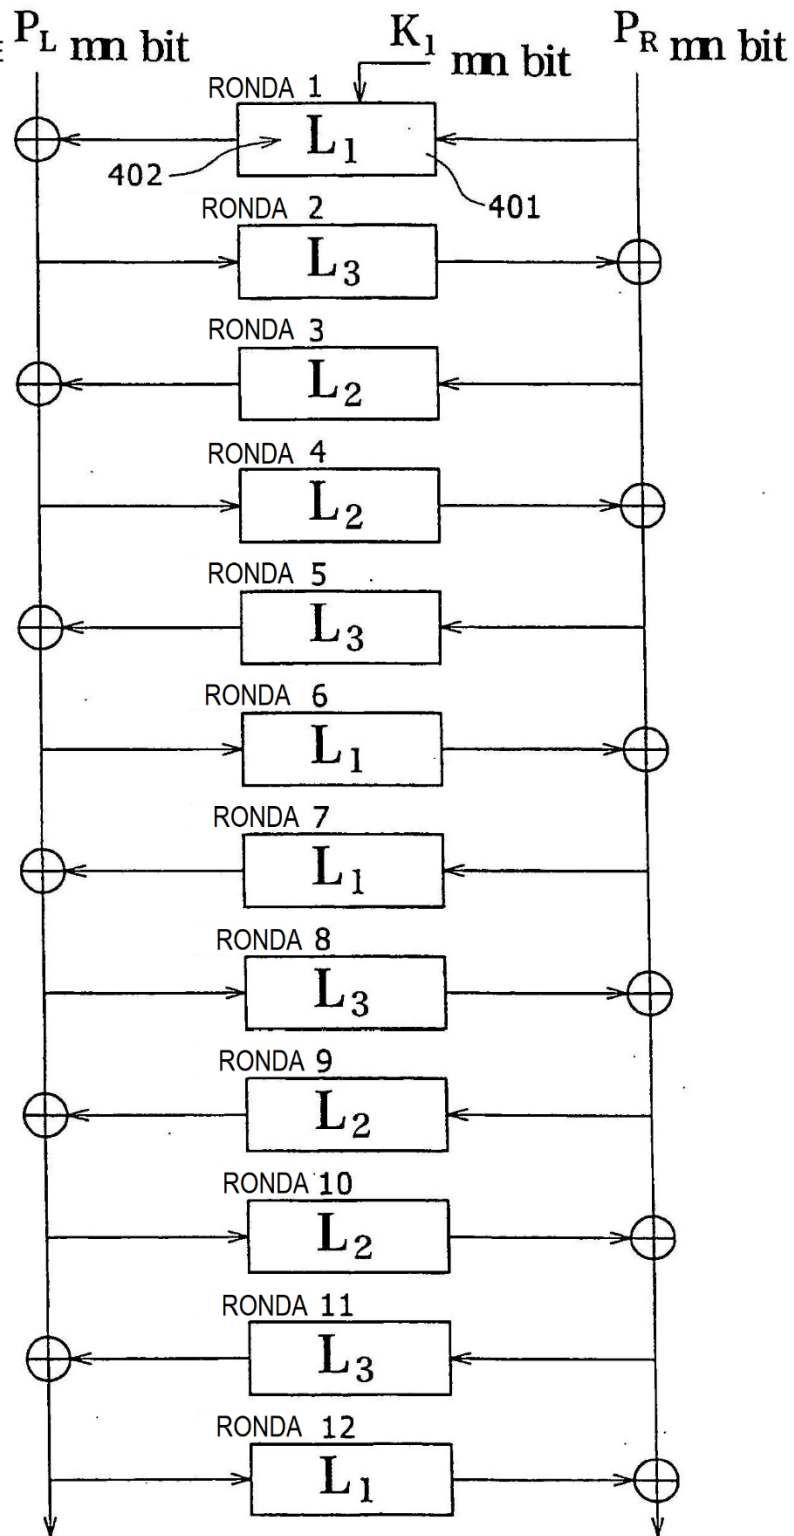 P_L mn bit K_1 mn bit P_R mn bit
RONDA 1
L_1
402
401
RONDA 2
L_3
RONDA 3
L_2
RONDA 4
L_2
RONDA 5
L_3
RONDA 6
L_1
RONDA 7
L_1
RONDA 8
L_3
RONDA 9
L_2
RONDA 10
L_2
RONDA 11
L_3
RONDA 12
L_1